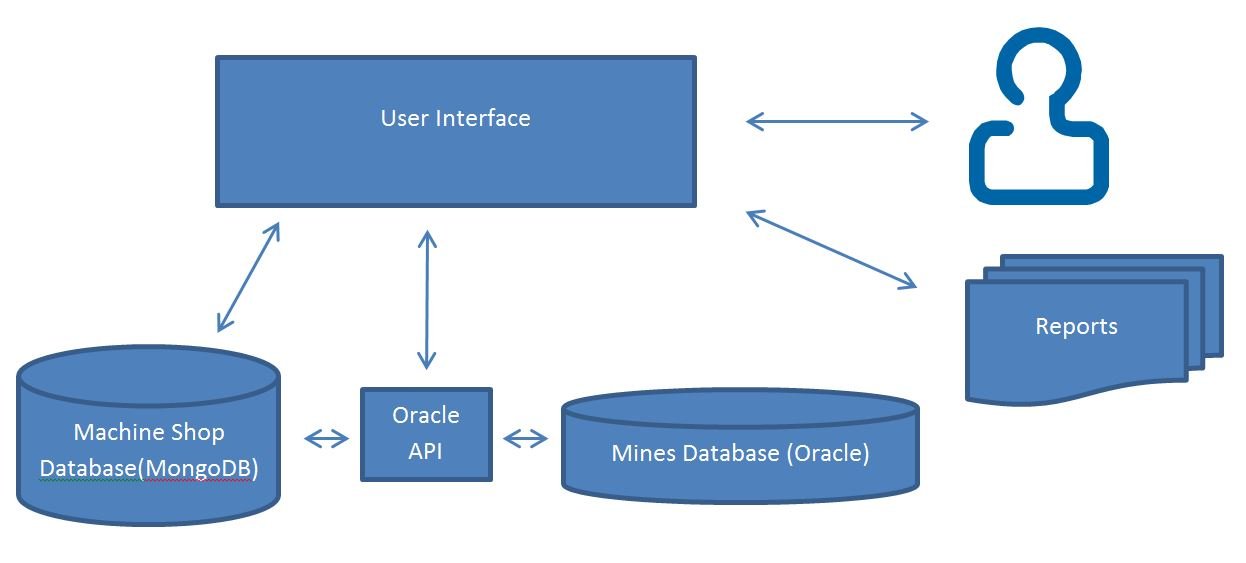 User Interface
Reports
Machine Shop
Database(MongoDB)
Oracle
API
Mines Database (Oracle)